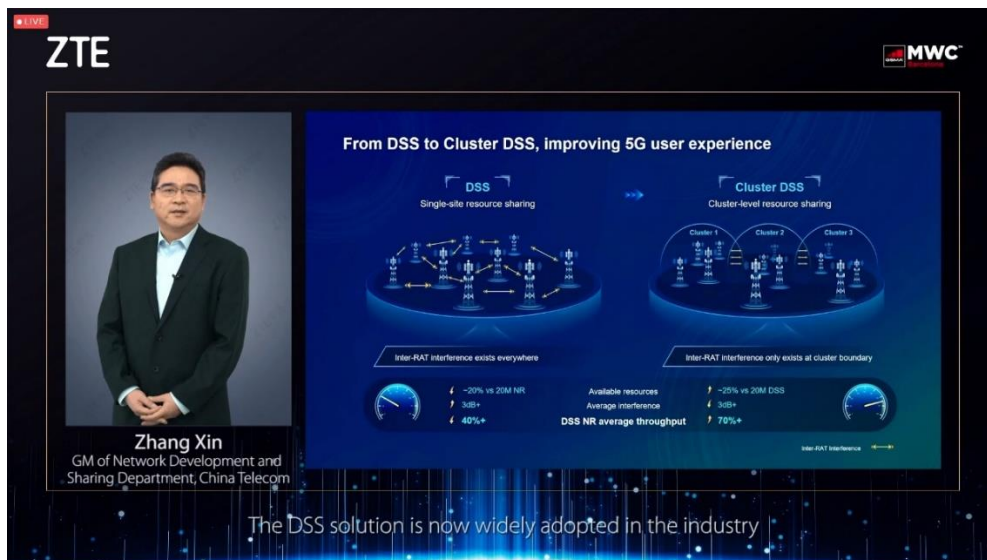 LIVE
ZTE
MWC
Barcelona
From DSS to Cluster DSS, improving 5G user experience
DSS
Single-site resource sharing
Cluster DSS
Cluster-level resource sharing
Cluster 1
Cluster 2
Cluster 3
Inter-RAT interference exists everywhere
Inter-RAT interference only exists at cluster boundary
~20% vs 20M NR
Available resources
~25% vs 20M DSS
3dB+
Average interference
3dB+
40%+
DSS NR average throughput
70%+
Inter-RAT Interference
Zhang Xin
GM of Network Development and
Sharing Department, China Telecom
The DSS solution is now widely adopted in the industry